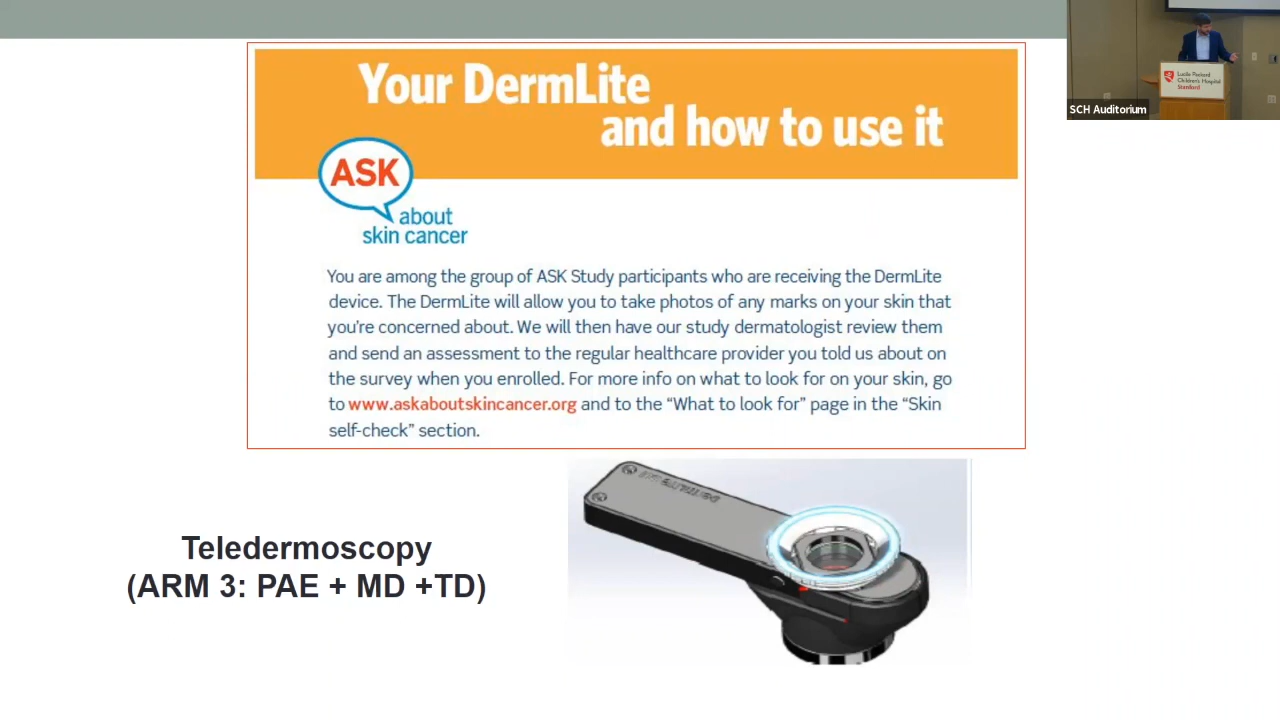 Your DermLite
and how to use it
ASK
about
skin cancer
You are among the group of ASK Study participants who are receiving the DermLite
device. The DermLite will allow you to take photos of any marks on your skin that
you're concerned about. We will then have our study dermatologist review them
and send an assessment to the regular healthcare provider you told us about on
the survey when you enrolled. For more info on what to look for on your skin, go
to www.askaboutskincancer.org and to the “What to look for” page in the “Skin
self-check” section.
Teledermoscopy
(ARM 3: PAE + MD +TD)
Lucile Packard
Children's Hospital
Stanford
SCH Auditorium